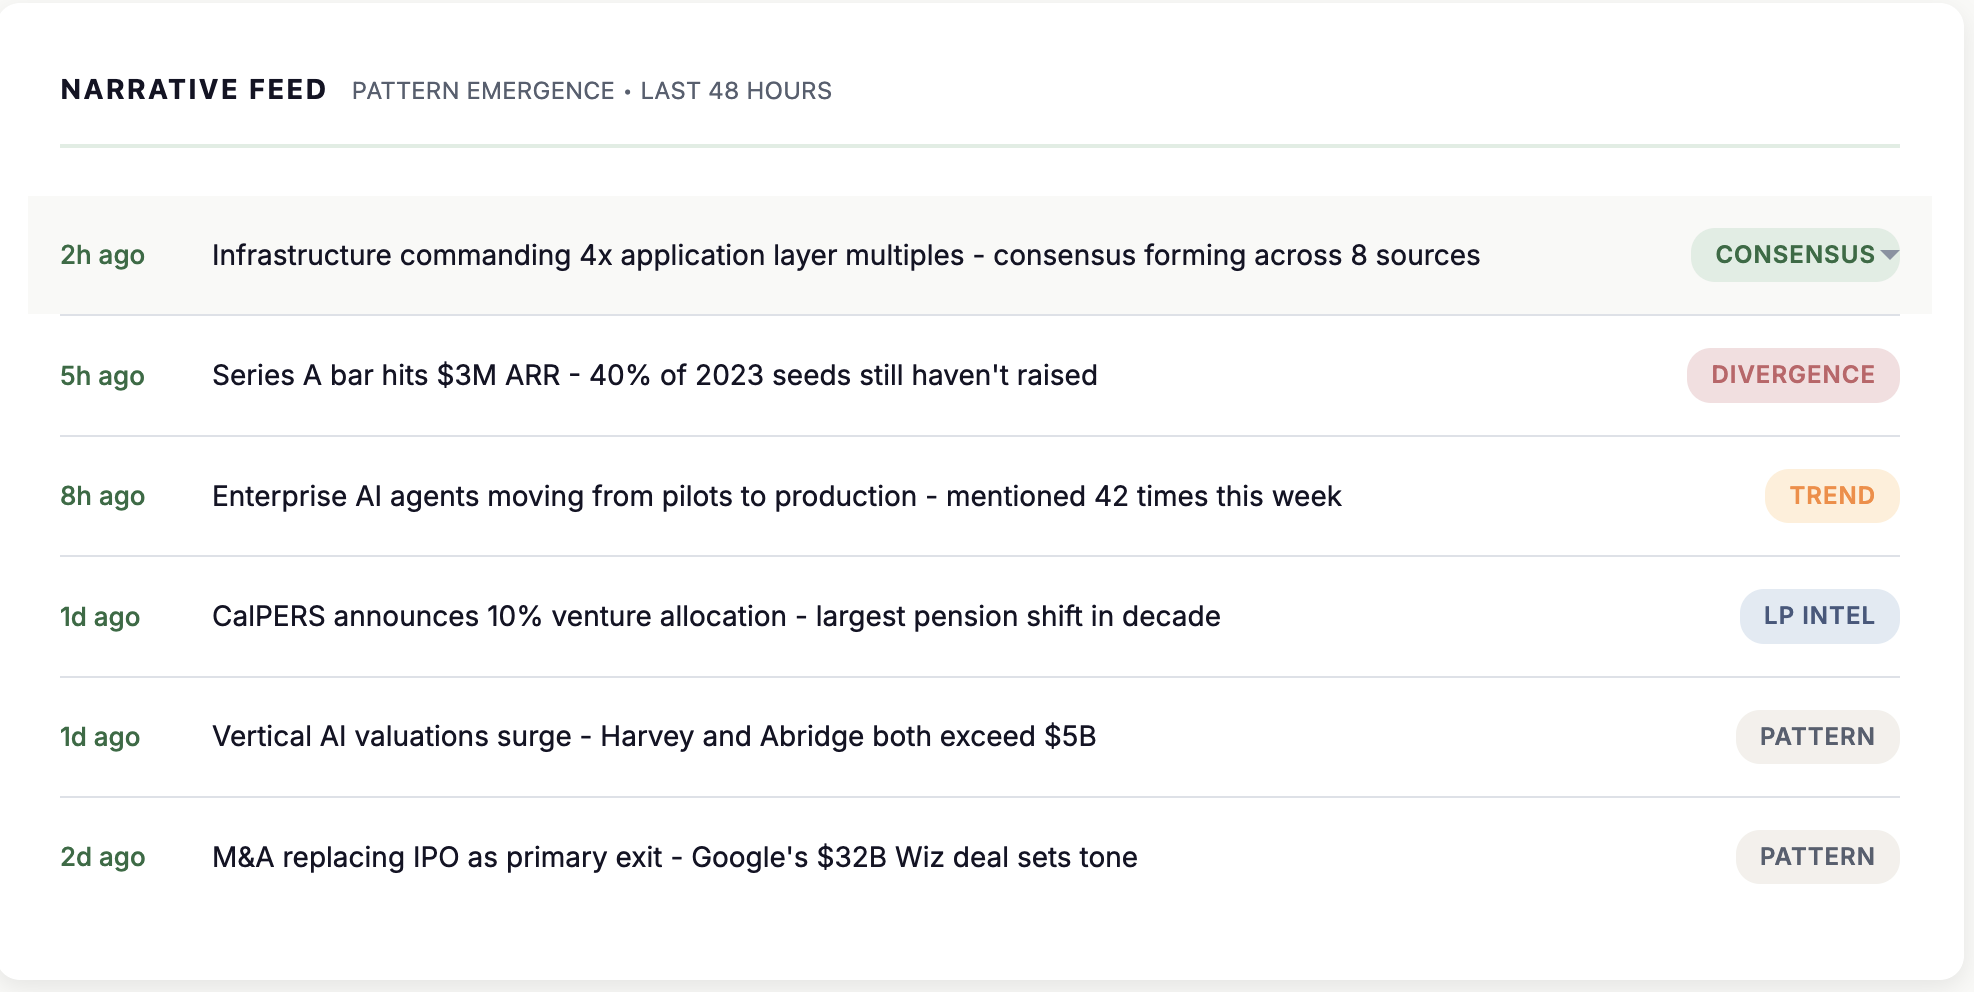 NARRATIVE FEED PATTERN EMERGENCE • LAST 48 HOURS
2h ago Infrastructure commanding 4x application layer multiples - consensus forming across 8 sources CONSENSUS
5h ago Series A bar hits $3M ARR - 40% of 2023 seeds still haven't raised DIVERGENCE
8h ago Enterprise AI agents moving from pilots to production - mentioned 42 times this week TREND
1d ago CalPERS announces 10% venture allocation - largest pension shift in decade LP INTEL
1d ago Vertical AI valuations surge - Harvey and Abridge both exceed $5B PATTERN
2d ago M&A replacing IPO as primary exit - Google's $32B Wiz deal sets tone PATTERN